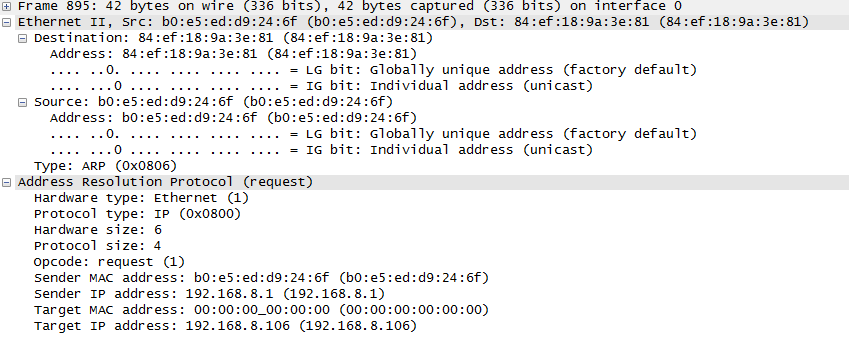 Frame 895: 42 bytes on wire (336 bits), 42 bytes captured (336 bits) on interface 0
Ethernet II, Src: b0:e5:ed:d9:24:6f (b0:e5:ed:d9:24:6f), Dst: 84:ef:18:9a:3e:81 (84:ef:18:9a:3e:81)
Destination: 84:ef:18:9a:3e:81 (84:ef:18:9a:3e:81)
Address: 84:ef:18:9a:3e:81 (84:ef:18:9a:3e:81)
.... ..0. .... .... .... .... = LG bit: Globally unique address (factory default)
.... ...0 .... .... .... .... = IG bit: Individual address (unicast)
Source: b0:e5:ed:d9:24:6f (b0:e5:ed:d9:24:6f)
Address: b0:e5:ed:d9:24:6f (b0:e5:ed:d9:24:6f)
.... ..0. .... .... .... .... = LG bit: Globally unique address (factory default)
.... ...0 .... .... .... .... = IG bit: Individual address (unicast)
Type: ARP (0x0806)
Address Resolution Protocol (request)
Hardware type: Ethernet (1)
Protocol type: IP (0x0800)
Hardware size: 6
Protocol size: 4
Opcode: request (1)
Sender MAC address: b0:e5:ed:d9:24:6f (b0:e5:ed:d9:24:6f)
Sender IP address: 192.168.8.1 (192.168.8.1)
Target MAC address: 00:00:00_00:00:00 (00:00:00:00:00:00)
Target IP address: 192.168.8.106 (192.168.8.106)